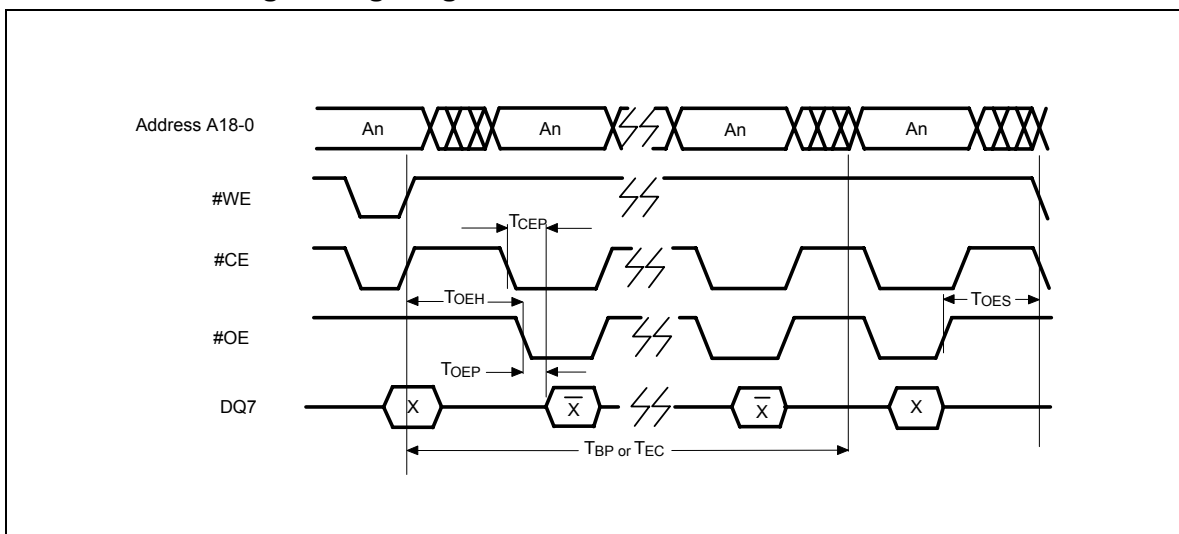 Address A18-0 An An An An
#WE
TCEP
#CE
TOEH TOES
#OE
TOEP
DQ7 X X̅ X̅ X
TBP or TEC